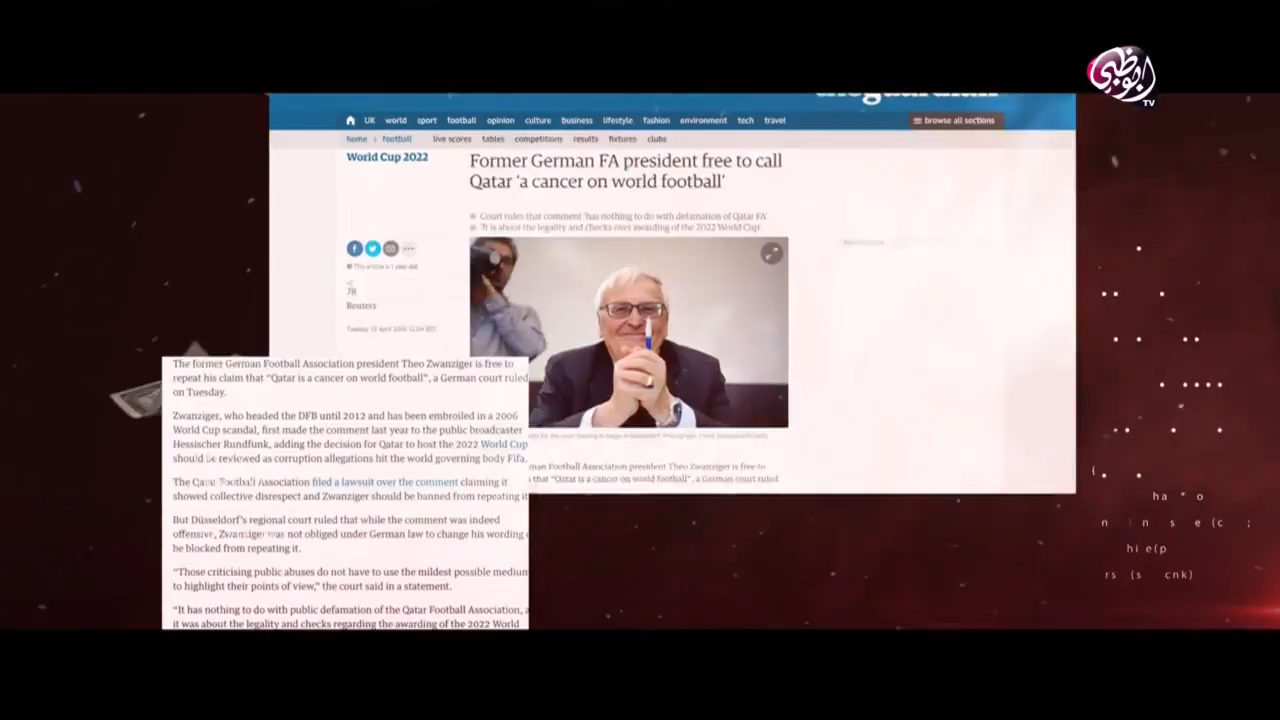 أبوظبي
TV
theguardian
UK world sport football opinion culture business lifestyle fashion environment tech travel
browse all sections
home › football live scores tables competitions results fixtures clubs
World Cup 2022
Former German FA president free to call
Qatar ‘a cancer on world football’
Court rules that comment ‘has nothing to do with defamation of Qatar FA’
‘It is about the legality and checks over awarding of the 2022 World Cup’
This article is 1 year old
78
Reuters
The former German Football Association president Theo Zwanziger is free to
repeat his claim that “Qatar is a cancer on world football”, a German court ruled
on Tuesday.
Zwanziger, who headed the DFB until 2012 and has been embroiled in a 2006
World Cup scandal, first made the comment last year to the public broadcaster
Hessischer Rundfunk, adding the decision for Qatar to host the 2022 World Cup
should be reviewed as corruption allegations hit the world governing body Fifa.
The Qatar Football Association filed a lawsuit over the comment claiming it
showed collective disrespect and Zwanziger should be banned from repeating it
But Düsseldorf’s regional court ruled that while the comment was indeed
offensive, Zwanziger was not obliged under German law to change his wording
be blocked from repeating it.
“Those criticising public abuses do not have to use the mildest possible medium
to highlight their points of view,” the court said in a statement.
“It has nothing to do with public defamation of the Qatar Football Association,
it was about the legality and checks regarding the awarding of the 2022 World
man Football Association president Theo Zwanziger is free to
that “Qatar is a cancer on world football”, a German court ruled
ha * o
n i n s e (c ;
hi e(p
rs (s cnk)